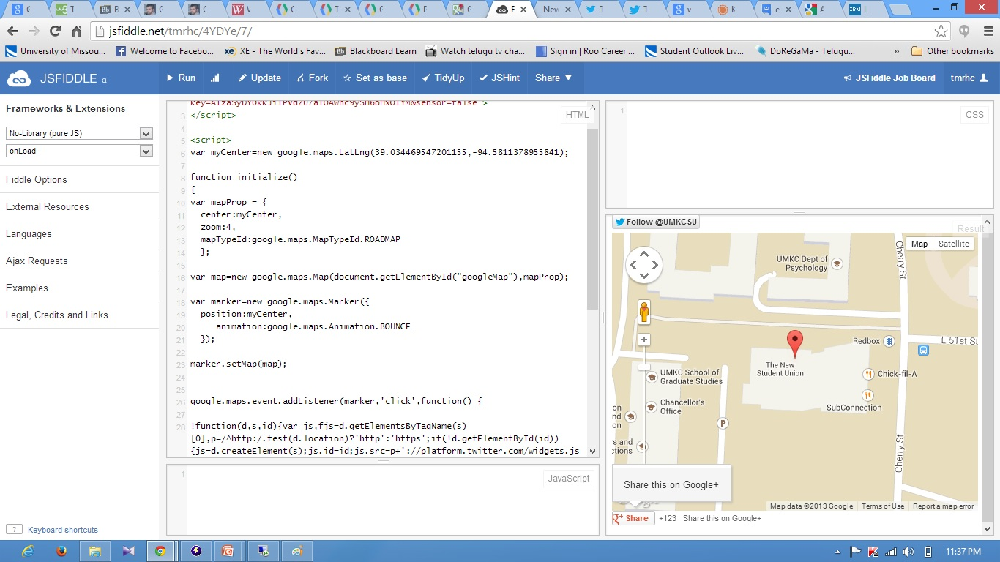 jsfiddle.net/tmrhc/4YDYe/7/
University of Missou...
Welcome to Facebo...
XE - The World's Fav...
Blackboard Learn
Watch telugu tv cha...
Sign in | Roo Career ...
Student Outlook Liv...
DoReGaMa - Telugu...
»
Other bookmarks
JSFIDDLE α
Run
Update
Fork
Set as base
TidyUp
JSHint
Share
JSFiddle Job Board
tmrhc
Frameworks & Extensions
No-Library (pure JS)
onLoad
Fiddle Options
External Resources
Languages
Ajax Requests
Examples
Legal, Credits and Links
? Keyboard shortcuts
HTML
3 </script>
4
5 <script>
6 var myCenter=new google.maps.LatLng(39.034469547201155,-94.5811378955841);
7
8 function initialize()
9 {
10 var mapProp = {
11 center:myCenter,
12 zoom:4,
13 mapTypeId:google.maps.MapTypeId.ROADMAP
14 };
15
16 var map=new google.maps.Map(document.getElementById("googleMap"),mapProp);
17
18 var marker=new google.maps.Marker({
19 position:myCenter,
20 animation:google.maps.Animation.BOUNCE
21 });
22
23 marker.setMap(map);
24
25
26 google.maps.event.addListener(marker,'click',function() {
27
28 !function(d,s,id){var js,fjs=d.getElementsByTagName(s)
[0],p=/^http:/.test(d.location)?'http':'https';if(!d.getElementById(id))
{js=d.createElement(s);js.id=id;js.src=p+'://platform.twitter.com/widgets.js
1
JavaScript
1
CSS
Follow @UMKCSU
Result
Map
Satellite
UMKC Dept of
Psychology
Cherry St
Redbox
E 51st St
The New
Student Union
Chick-fil-A
SubConnection
UMKC School of
Graduate Studies
Chancellor's
Office
P
on
nd
on
rs and
ctions
Cherry St
Share this on Google+
Map data ©2013 Google
Terms of Use
Report a map error
g+ Share
+123
Share this on Google+
11:37 PM